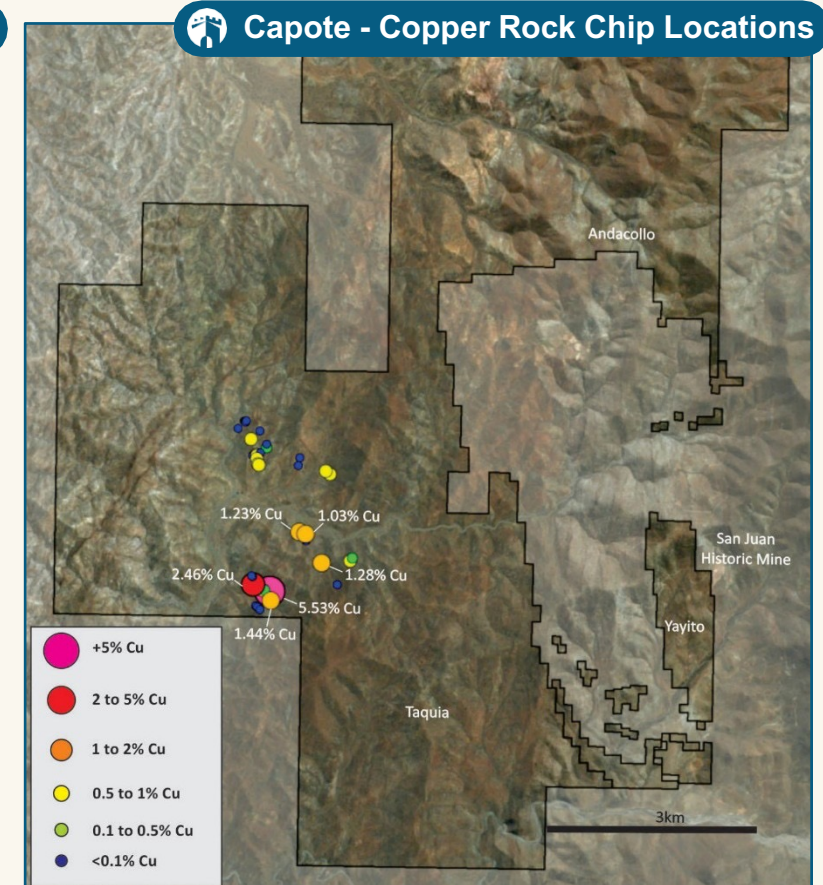 Capote - Copper Rock Chip Locations
Andacollo
1.23% Cu
1.03% Cu
San Juan
Historic Mine
2.46% Cu
1.28% Cu
5.53% Cu
1.44% Cu
Yayito
Taquia
+5% Cu
2 to 5% Cu
1 to 2% Cu
0.5 to 1% Cu
0.1 to 0.5% Cu
<0.1% Cu
3km